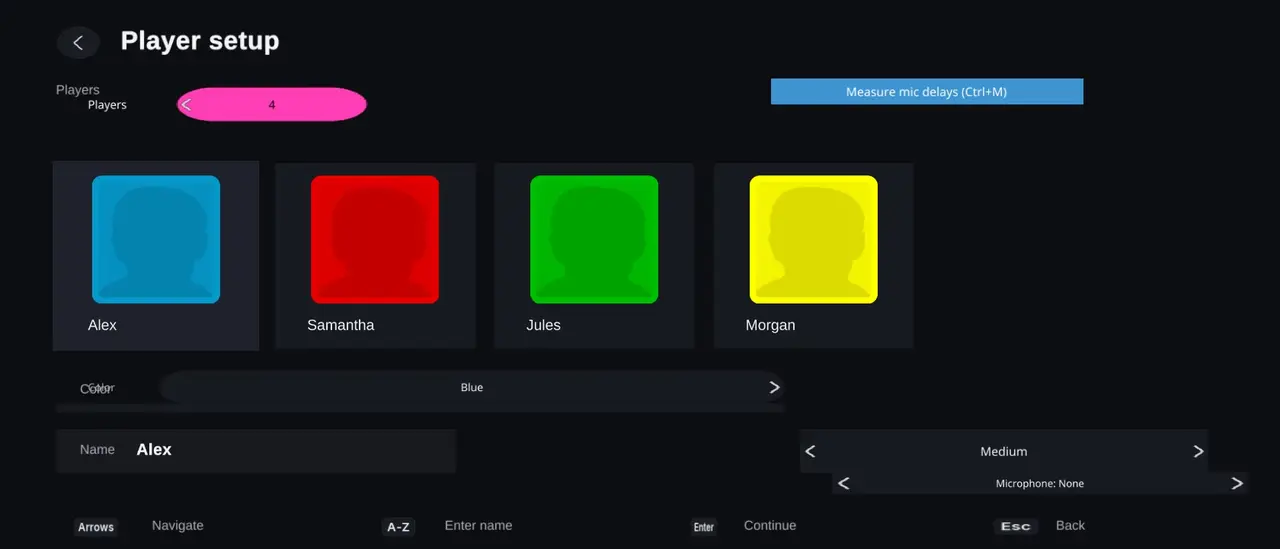 Player setup
Players
Players
4
Measure mic delays (Ctrl+M)
Alex
Samantha
Jules
Morgan
Color
Color
Blue
Name
Alex
Medium
Microphone: None
Arrows Navigate A-Z Enter name Enter Continue Esc Back